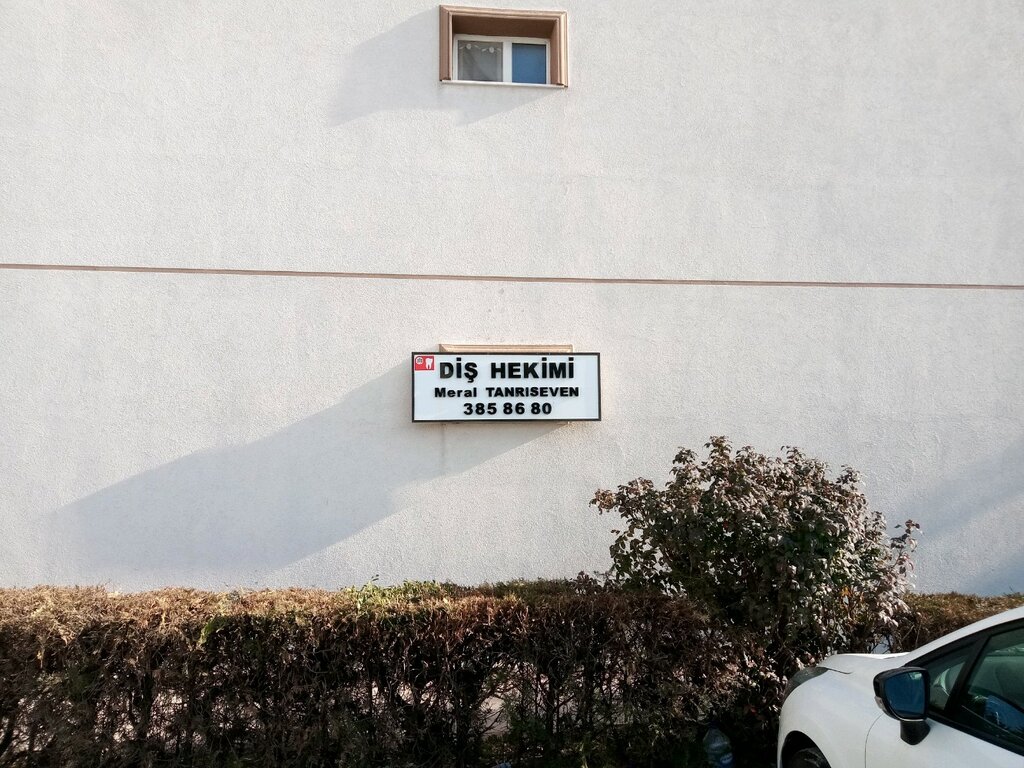 DİŞ HEKİMİ
Meral TANRISEVEN
385 86 80